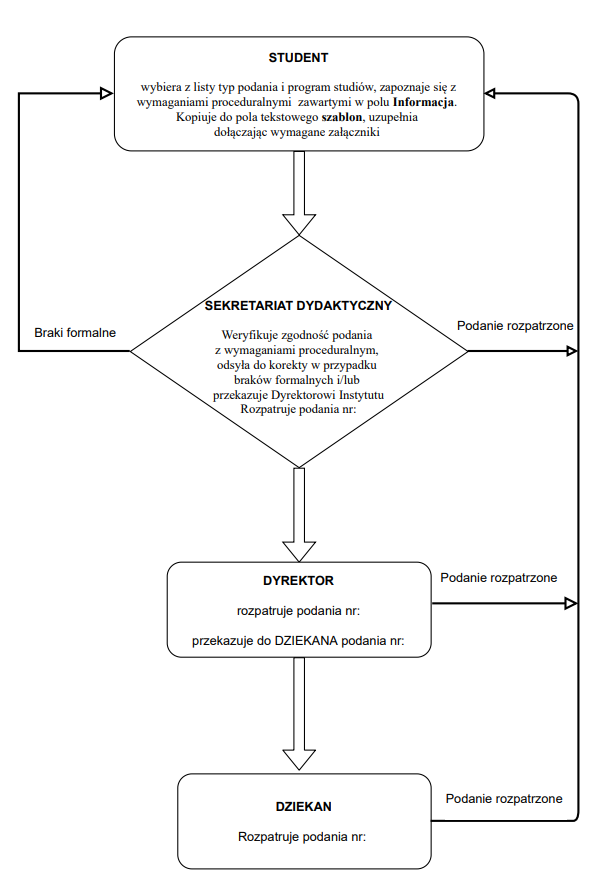 STUDENT
wybiera z listy typ podania i program studiów, zapoznaje się z
wymaganiami proceduralnymi zawartymi w polu Informacja.
Kopiuje do pola tekstowego szablon, uzupełnia
dołączając wymagane załączniki
SEKRETARIAT DYDAKTYCZNY
Weryfikuje zgodność podania
z wymaganiami proceduralnym,
odsyła do korekty w przypadku
braków formalnych i/lub
przekazuje Dyrektorowi Instytutu
Rozpatruje podania nr:
Braki formalne
Podanie rozpatrzone
DYREKTOR
rozpatruje podania nr:
przekazuje do DZIEKANA podania nr:
Podanie rozpatrzone
DZIEKAN
Rozpatruje podania nr:
Podanie rozpatrzone